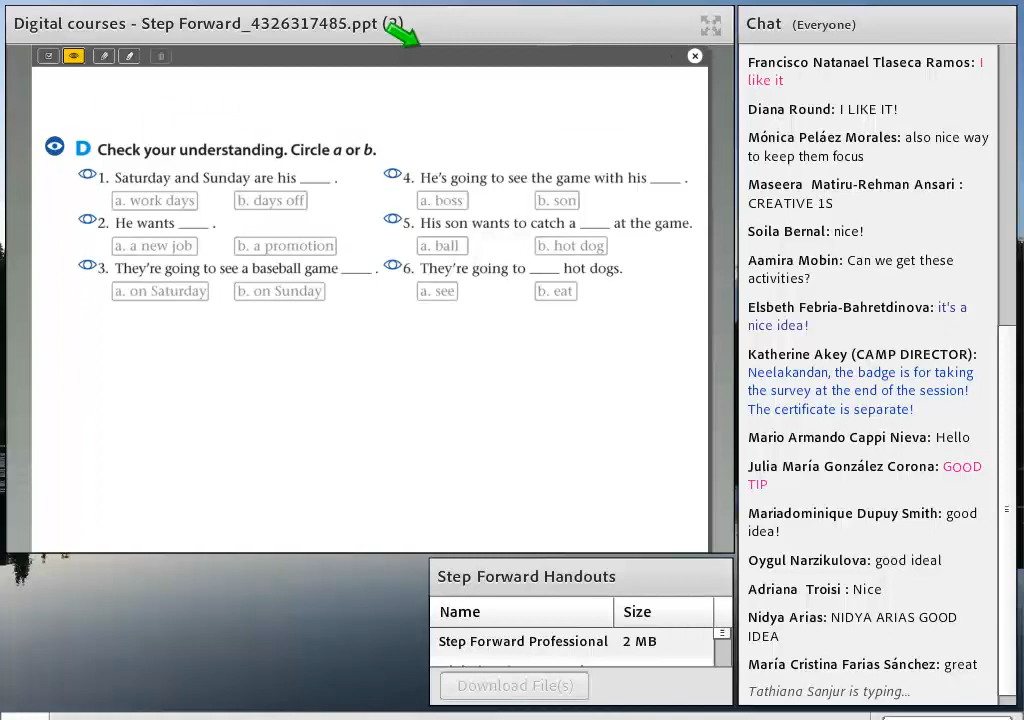 Digital courses - Step Forward_4326317485.ppt (2)
D Check your understanding. Circle a or b.
1. Saturday and Sunday are his ____ .
a. work days b. days off
2. He wants ____ .
a. a new job b. a promotion
3. They're going to see a baseball game ____ .
a. on Saturday b. on Sunday
4. He's going to see the game with his ____ .
a. boss b. son
5. His son wants to catch a ____ at the game.
a. ball b. hot dog
6. They're going to ____ hot dogs.
a. see b. eat
Step Forward Handouts
Name Size
Step Forward Professional 2 MB
Download File(s)
Chat (Everyone)
Francisco Natanael Tlaseca Ramos: I
like it
Diana Round: I LIKE IT!
Mónica Peláez Morales: also nice way
to keep them focus
Maseera Matiru-Rehman Ansari :
CREATIVE 1S
Soila Bernal: nice!
Aamira Mobin: Can we get these
activities?
Elsbeth Febria-Bahretdinova: it's a
nice idea!
Katherine Akey (CAMP DIRECTOR):
Neelakandan, the badge is for taking
the survey at the end of the session!
The certificate is separate!
Mario Armando Cappi Nieva: Hello
Julia María González Corona: GOOD
TIP
Mariadominique Dupuy Smith: good
idea!
Oygul Narzikulova: good ideal
Adriana Troisi : Nice
Nidya Arias: NIDYA ARIAS GOOD
IDEA
María Cristina Farias Sánchez: great
Tathiana Sanjur is typing...